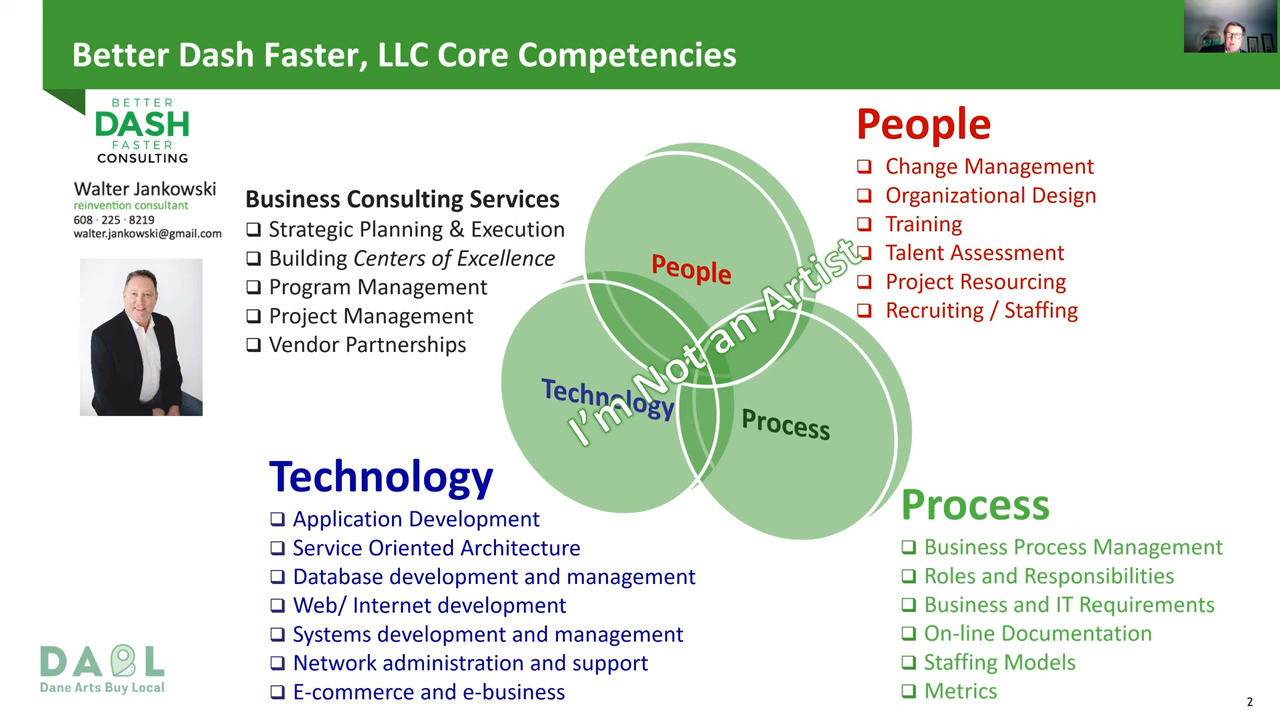 Better Dash Faster, LLC Core Competencies
BETTER
DASH
FASTER
CONSULTING
Walter Jankowski
reinvention consultant
608 · 225 · 8219
walter.jankowski@gmail.com
Business Consulting Services
Strategic Planning & Execution
Building Centers of Excellence
Program Management
Project Management
Vendor Partnerships
People
Technology
Process
I'm Not an Artist
People
Change Management
Organizational Design
Training
Talent Assessment
Project Resourcing
Recruiting / Staffing
Technology
Application Development
Service Oriented Architecture
Database development and management
Web/ Internet development
Systems development and management
Network administration and support
E-commerce and e-business
Process
Business Process Management
Roles and Responsibilities
Business and IT Requirements
On-line Documentation
Staffing Models
Metrics
DABL
Dane Arts Buy Local
2